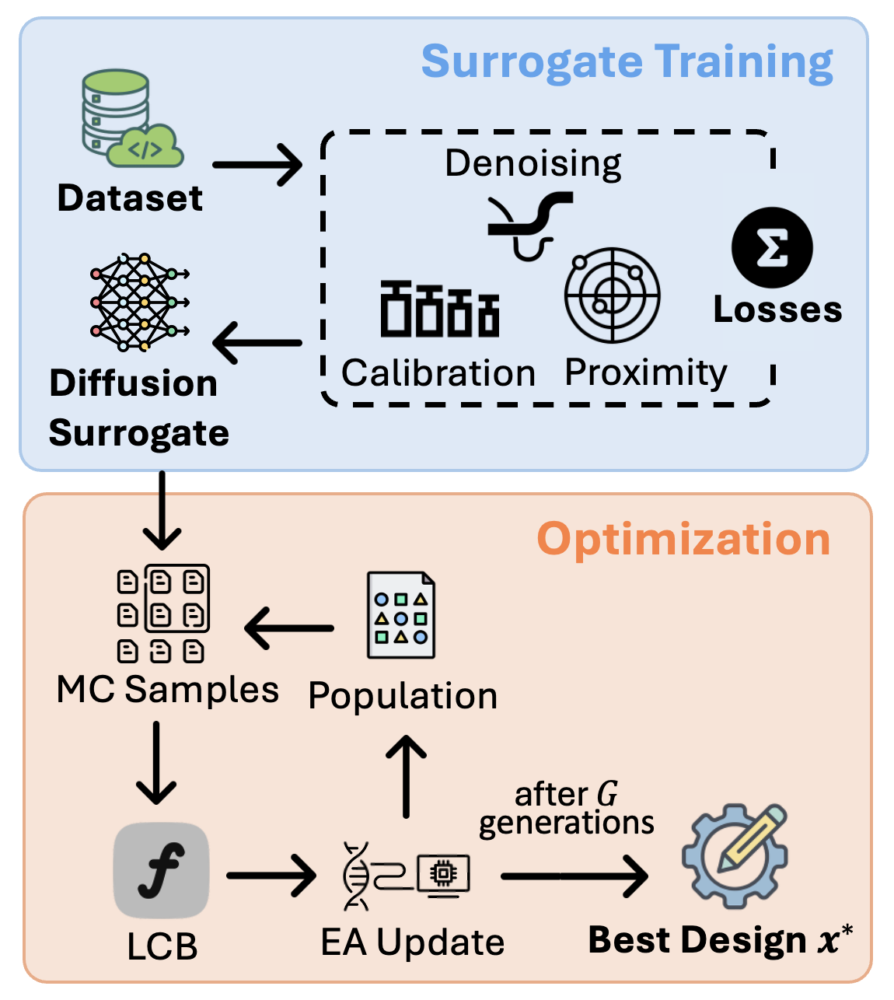 Surrogate Training
Dataset
Denoising
Σ
Losses
Calibration
Proximity
Diffusion
Surrogate
Optimization
MC Samples
Population
after G
generations
f
LCB
EA Update
Best Design x*